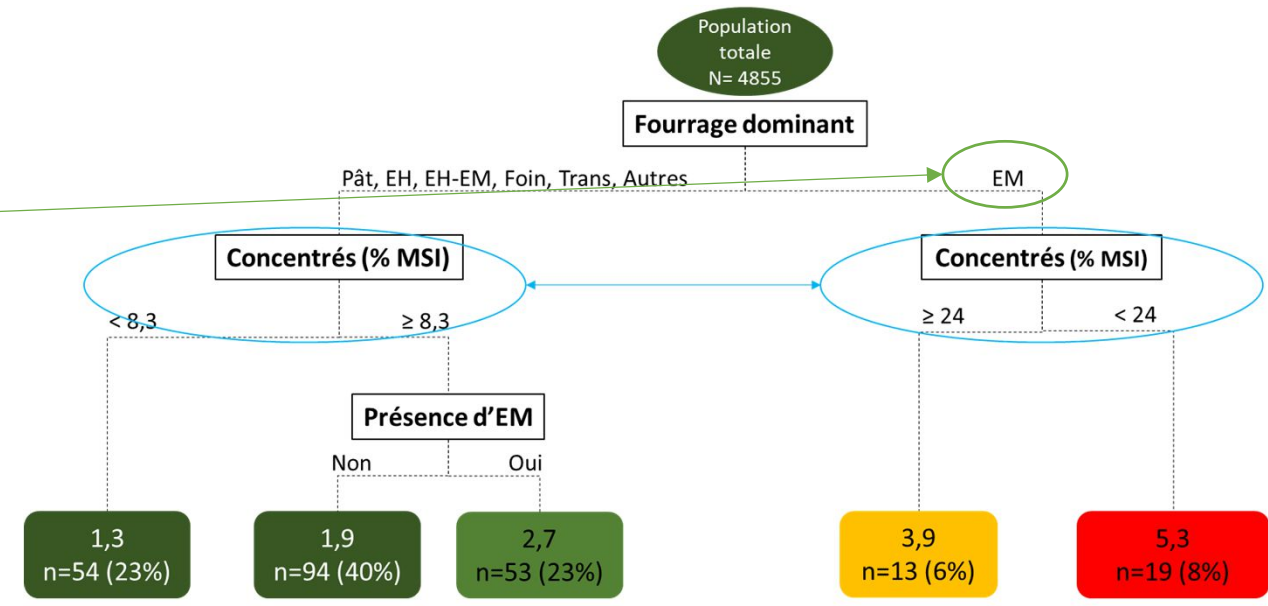 Population
totale
N= 4855
Fourrage dominant
Pât, EH, EH-EM, Foin, Trans, Autres
EM
Concentrés (% MSI)
Concentrés (% MSI)
< 8,3
≥ 8,3
≥ 24
< 24
Présence d’EM
Non
Oui
1,3
n=54 (23%)
1,9
n=94 (40%)
2,7
n=53 (23%)
3,9
n=13 (6%)
5,3
n=19 (8%)